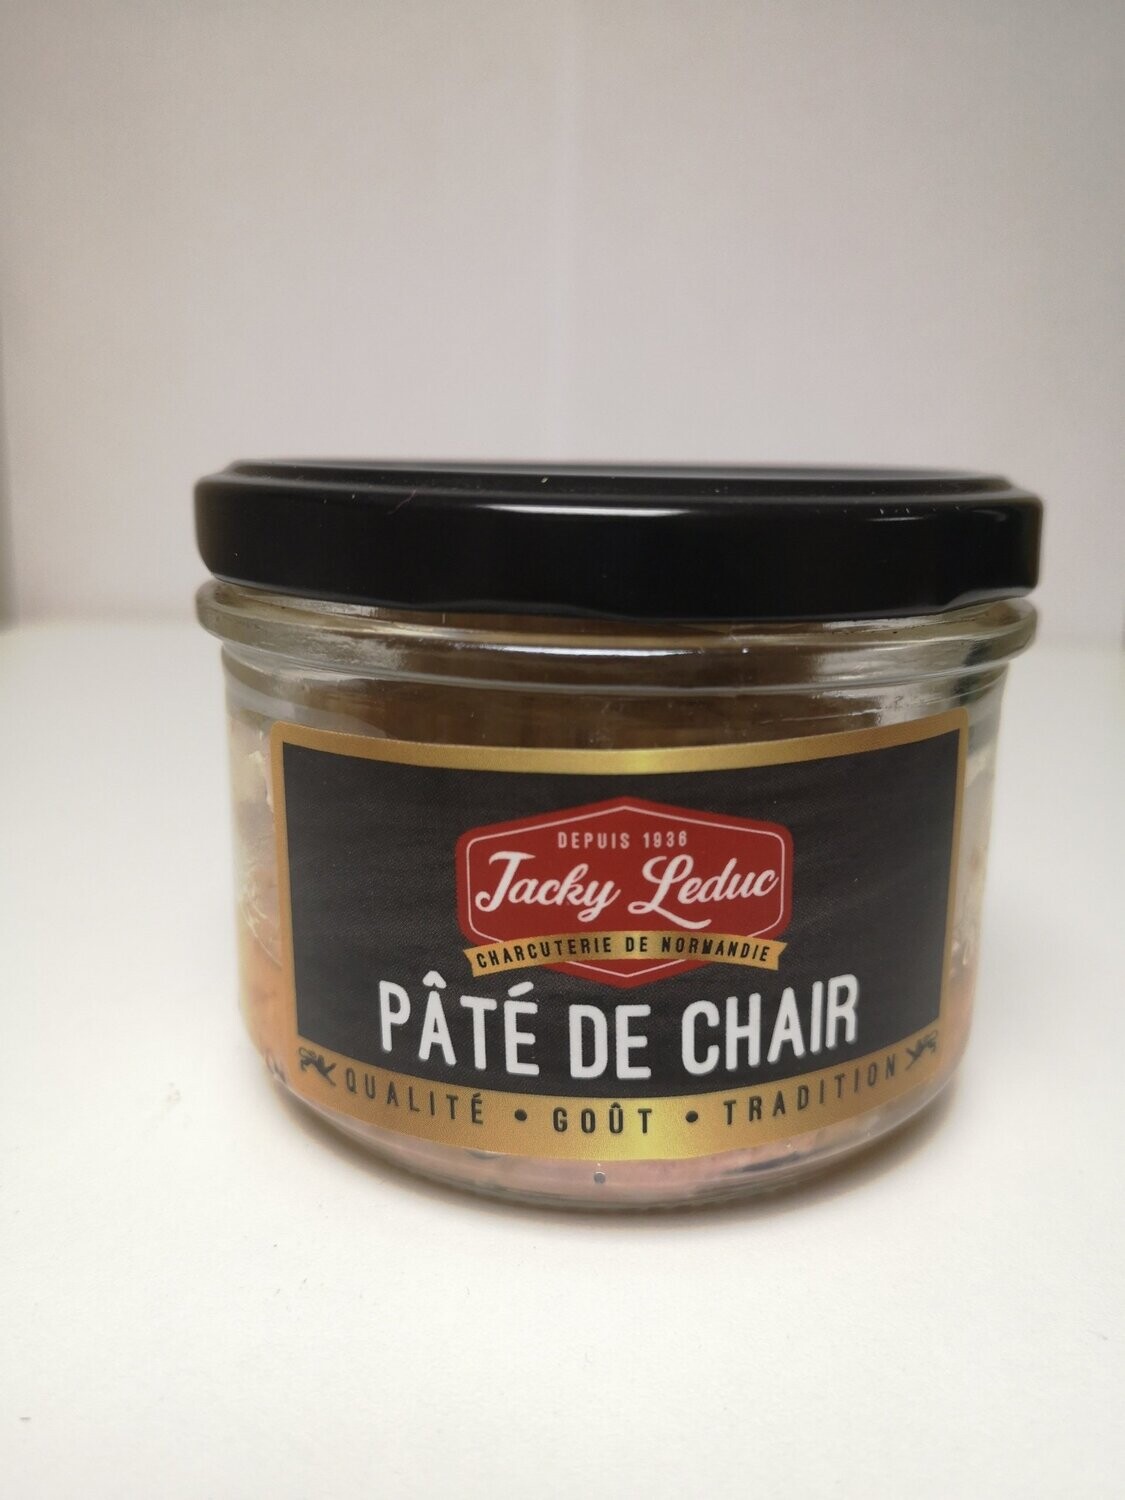 DEPUIS 1936
Jacky Leduc
CHARCUTERIE DE NORMANDIE
PÂTÉ DE CHAIR
QUALITÉ • GOÛT • TRADITION